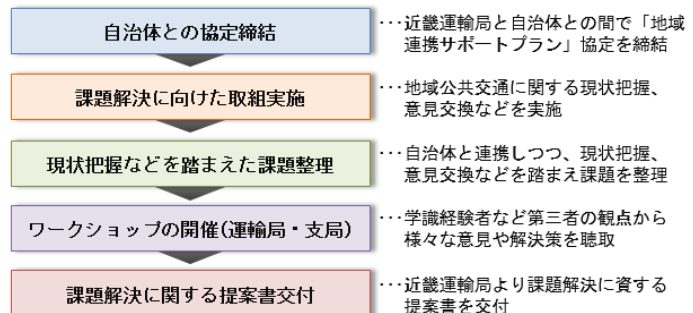 自治体との協定締結
･･･近畿運輸局と自治体との間で「地域
連携サポートプラン」協定を締結
課題解決に向けた取組実施
･･･地域公共交通に関する現状把握、
意見交換などを実施
現状把握などを踏まえた課題整理
･･･自治体と連携しつつ、現状把握、
意見交換などを踏まえ課題を整理
ワークショップの開催(運輸局・支局)
･･･学識経験者など第三者の観点から
様々な意見や解決策を聴取
課題解決に関する提案書交付
･･･近畿運輸局より課題解決に資する
提案書を交付